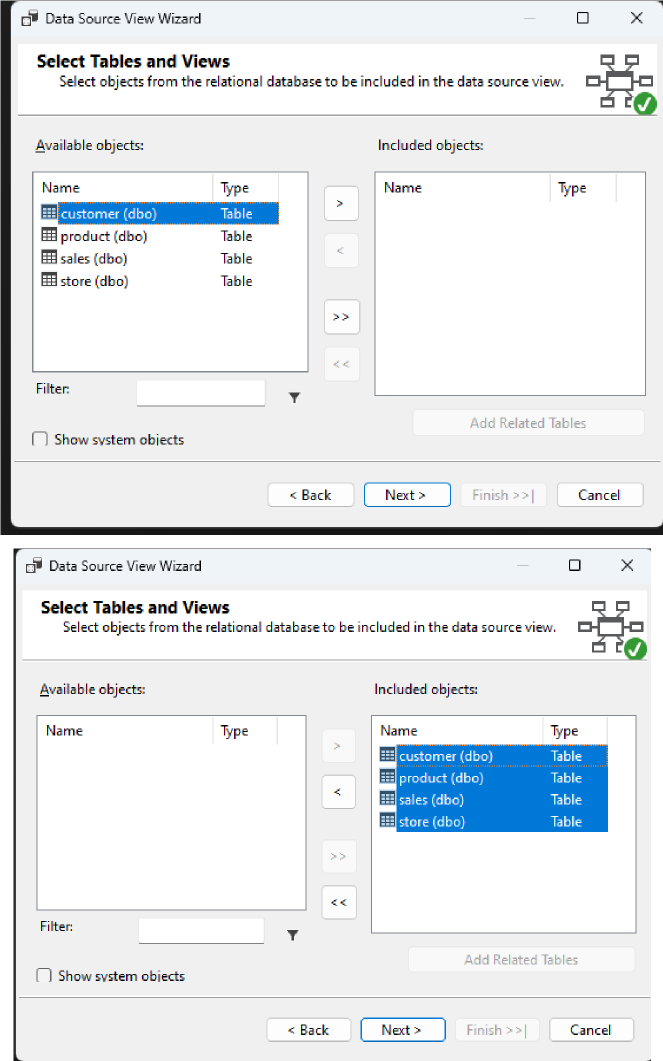 Data Source View Wizard
Select Tables and Views
Select objects from the relational database to be included in the data source view.
Available objects:
Included objects:
Name Type
Name Type
customer (dbo) Table
product (dbo) Table
sales (dbo) Table
store (dbo) Table
>
<
>>
<<
Filter:
Add Related Tables
Show system objects
< Back
Next >
Finish >>|
Cancel
Data Source View Wizard
Select Tables and Views
Select objects from the relational database to be included in the data source view.
Available objects:
Included objects:
Name Type
Name Type
customer (dbo) Table
product (dbo) Table
sales (dbo) Table
store (dbo) Table
>
<
>>
<<
Filter:
Add Related Tables
Show system objects
< Back
Next >
Finish >>|
Cancel